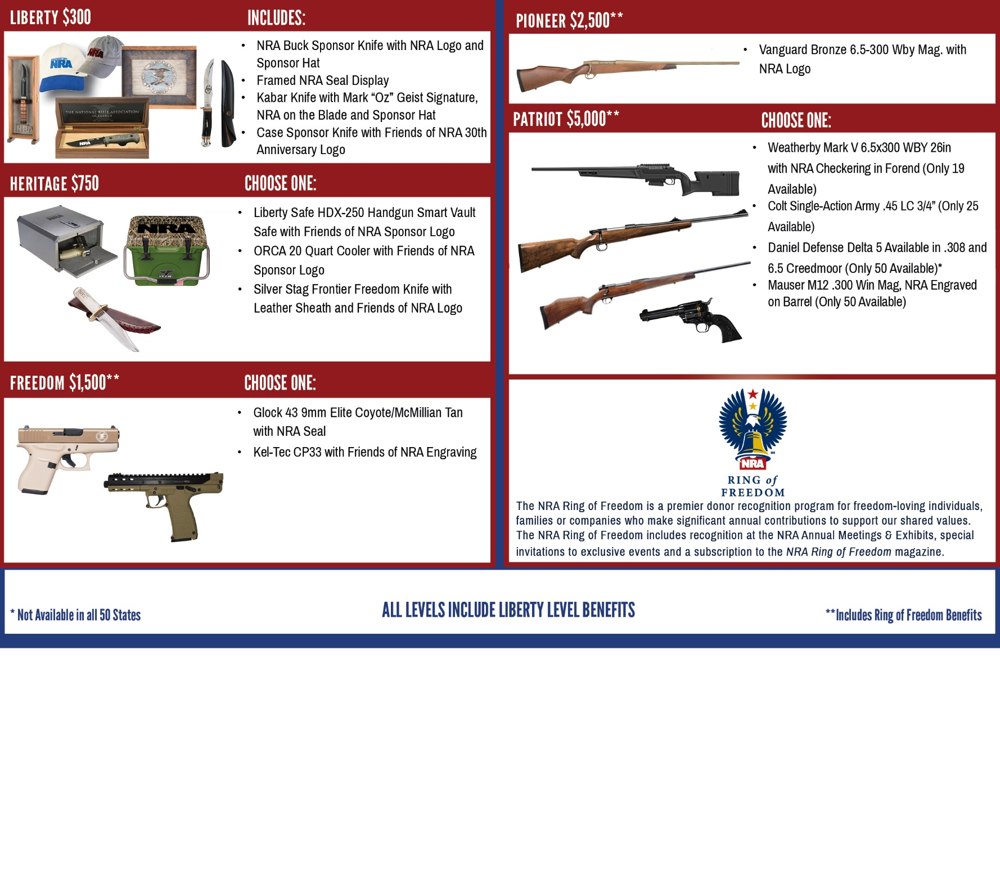 LIBERTY $300
INCLUDES:
NRA
NRA
NRA
THE NATIONAL RIFLE ASSOCIATION
OF AMERICA
NRA
• NRA Buck Sponsor Knife with NRA Logo and
Sponsor Hat
• Framed NRA Seal Display
• Kabar Knife with Mark “Oz” Geist Signature,
NRA on the Blade and Sponsor Hat
• Case Sponsor Knife with Friends of NRA 30th
Anniversary Logo
HERITAGE $750
CHOOSE ONE:
NRA
NRA
ORCA
• Liberty Safe HDX-250 Handgun Smart Vault
Safe with Friends of NRA Sponsor Logo
• ORCA 20 Quart Cooler with Friends of NRA
Sponsor Logo
• Silver Stag Frontier Freedom Knife with
Leather Sheath and Friends of NRA Logo
FREEDOM $1,500**
CHOOSE ONE:
• Glock 43 9mm Elite Coyote/McMillian Tan
with NRA Seal
• Kel-Tec CP33 with Friends of NRA Engraving
PIONEER $2,500**
• Vanguard Bronze 6.5-300 Wby Mag. with
NRA Logo
PATRIOT $5,000**
CHOOSE ONE:
• Weatherby Mark V 6.5x300 WBY 26in
with NRA Checkering in Forend (Only 19
Available)
• Colt Single-Action Army .45 LC 3/4” (Only 25
Available)
• Daniel Defense Delta 5 Available in .308 and
6.5 Creedmoor (Only 50 Available)*
• Mauser M12 .300 Win Mag, NRA Engraved
on Barrel (Only 50 Available)
SM
NRA
RING of
FREEDOM
The NRA Ring of Freedom is a premier donor recognition program for freedom-loving individuals,
families or companies who make significant annual contributions to support our shared values.
The NRA Ring of Freedom includes recognition at the NRA Annual Meetings & Exhibits, special
invitations to exclusive events and a subscription to the NRA Ring of Freedom magazine.
* Not Available in all 50 States
ALL LEVELS INCLUDE LIBERTY LEVEL BENEFITS
**Includes Ring of Freedom Benefits